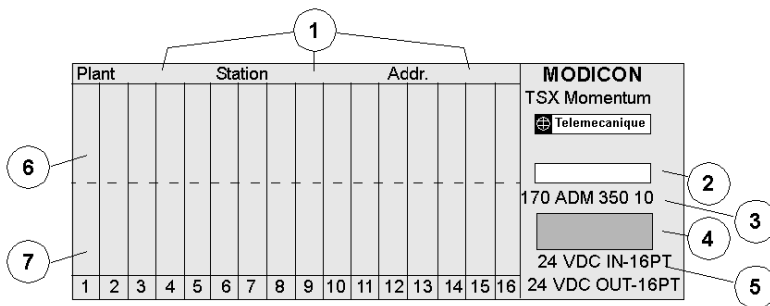 1
Plant Station Addr. MODICON
TSX Momentum
Telemecanique
6
2
170 ADM 350 10
3
4
7
24 VDC IN-16PT
5
1 2 3 4 5 6 7 8 9 10 11 12 13 14 15 16
24 VDC OUT-16PT